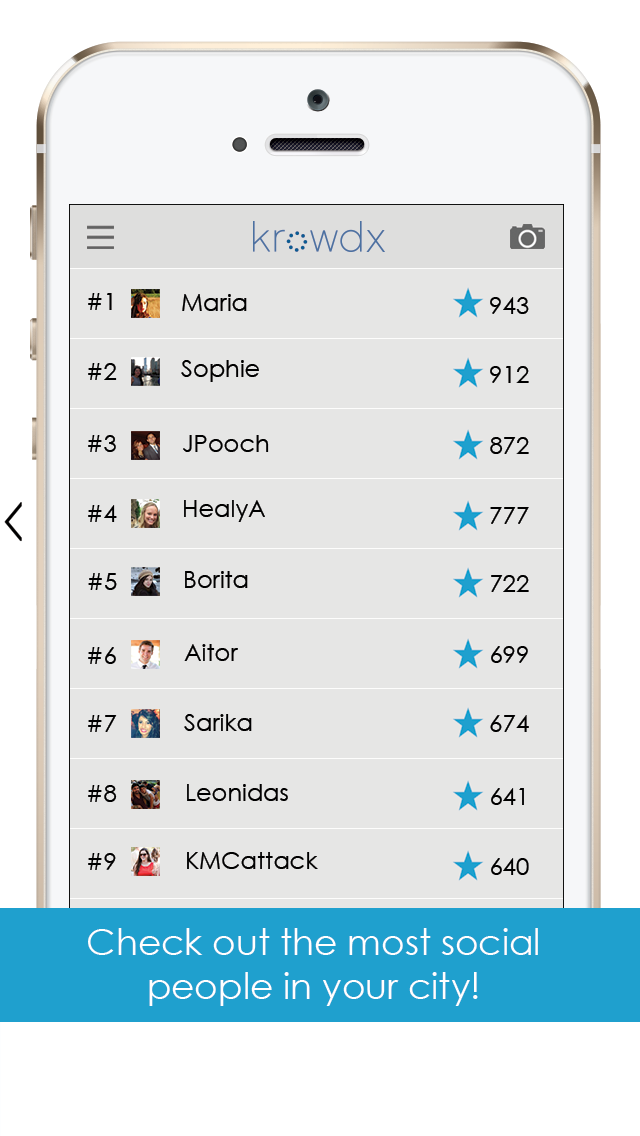 krowdx
#1 Maria 943
#2 Sophie 912
#3 JPooch 872
#4 HealyA 777
#5 Borita 722
#6 Aitor 699
#7 Sarika 674
#8 Leonidas 641
#9 KMCattack 640
Check out the most social
people in your city!